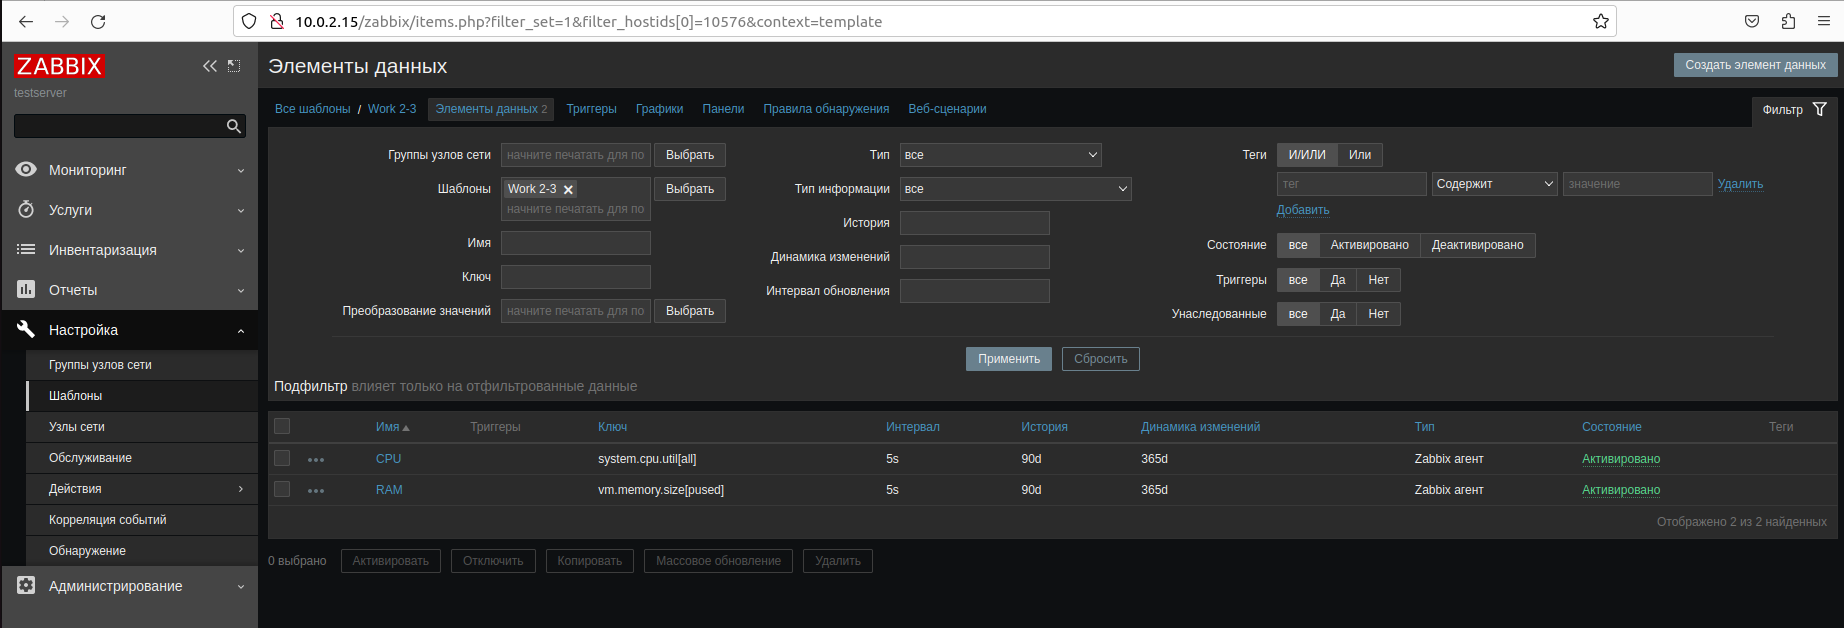 10.0.2.15/zabbix/items.php?filter_set=1&filter_hostids[0]=10576&context=template
ZABBIX
testserver
Мониторинг
Услуги
Инвентаризация
Отчеты
Настройка
Группы узлов сети
Шаблоны
Узлы сети
Обслуживание
Действия
Корреляция событий
Обнаружение
Администрирование
Элементы данных
Создать элемент данных
Все шаблоны / Work 2-3 Элементы данных 2 Триггеры Графики Панели Правила обнаружения Веб-сценарии
Фильтр
Группы узлов сети начните печатать для по Выбрать
Шаблоны Work 2-3 Выбрать
начните печатать для по
Имя
Ключ
Преобразование значений начните печатать для по Выбрать
Тип все
Тип информации все
История
Динамика изменений
Интервал обновления
Теги И/ИЛИ Или
тег Содержит значение Удалить
Добавить
Состояние все Активировано Деактивировано
Триггеры все Да Нет
Унаследованные все Да Нет
Применить Сбросить
Подфильтр влияет только на отфильтрованные данные
Имя Триггеры Ключ Интервал История Динамика изменений Тип Состояние Теги
CPU system.cpu.util[all] 5s 90d 365d Zabbix агент Активировано
RAM vm.memory.size[pused] 5s 90d 365d Zabbix агент Активировано
Отображено 2 из 2 найденных
0 выбрано Активировать Отключить Копировать Массовое обновление Удалить